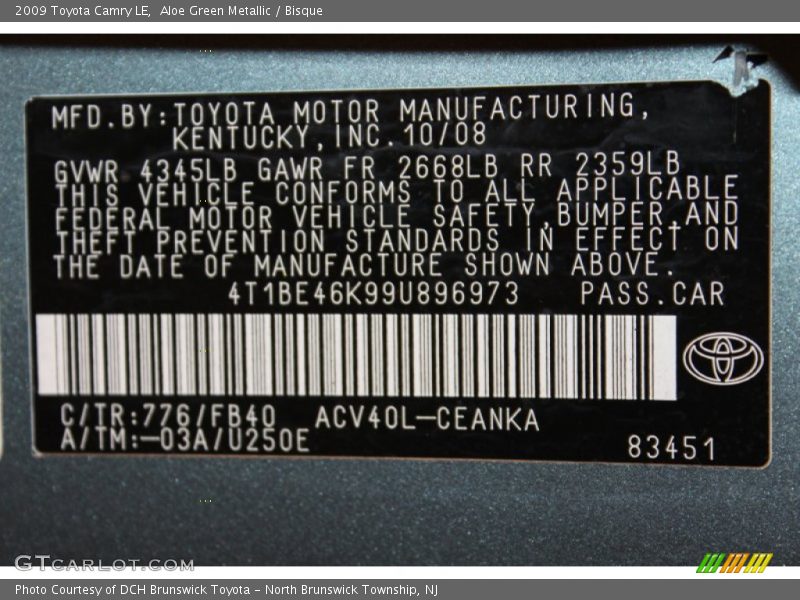 2009 Toyota Camry LE,  Aloe Green Metallic / Bisque
MFD.BY:TOYOTA MOTOR MANUFACTURING,
KENTUCKY,INC.10/08
GVWR 4345LB GAWR FR 2668LB RR 2359LB
THIS VEHICLE CONFORMS TO ALL APPLICABLE
FEDERAL MOTOR VEHICLE SAFETY,BUMPER,AND
THEFT PREVENTION STANDARDS IN EFFECT ON
THE DATE OF MANUFACTURE SHOWN ABOVE.
4T1BE46K99U896973 PASS.CAR
C/TR:776/FB40 ACV40L-CEANKA
A/TM:-03A/U250E
83451
GTCARLOT.COM
Photo Courtesy of DCH Brunswick Toyota - North Brunswick Township, NJ